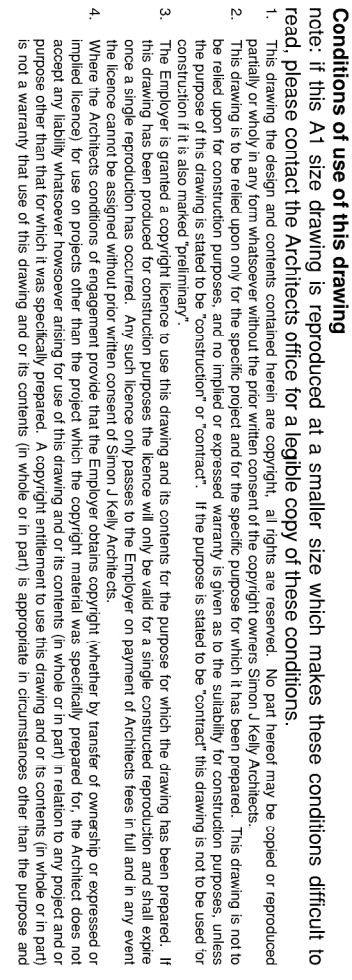 Conditions of use of this drawing
note: if this A1 size drawing is reproduced at a smaller size which makes these conditions difficult to
read, please contact the Architects office for a legible copy of these conditions.
1. This drawing the design and contents contained herein are copyright, all rights are reserved. No part hereof may be copied or reproduced
partially or wholly in any form whatsoever without the prior written consent of the copyright owners Simon J Kelly Architects.
2. This drawing is to be relied upon only for the specific project and for the specific purpose for which it has been prepared. This drawing is not to
be relied upon for construction purposes, and no implied or expressed warranty is given as to the suitability for construction purposes, unless
the purpose of this drawing is stated to be "construction" or "contract". If the purpose is stated to be "contract" this drawing is not to be used for
construction if it is also marked "preliminary".
3. The Employer is granted a copyright licence to use this drawing and its contents for the purpose for which the drawing has been prepared. If
this drawing has been produced for construction purposes the licence will only be valid for a single constructed reproduction and shall expire
once a single reproduction has occurred. Any such licence only passes to the Employer on payment of Architects fees in full and in any event
the licence cannot be assigned without prior written consent of Simon J Kelly Architects.
4. Where the Architects conditions of engagement provide that the Employer obtains copyright (whether by transfer of ownership or expressed or
implied licence) for use on projects other than the project which the copyright material was specifically prepared for, the Architect does not
accept any liability whatsoever howsoever arising for use of this drawing and or its contents (in whole or in part) in relation to any project and or
purpose other than that for which it was specifically prepared. A copyright entitlement to use this drawing and or its contents (in whole or in part)
is not a warranty that use of this drawing and or its contents (in whole or in part) is appropriate in circumstances other than the purpose and